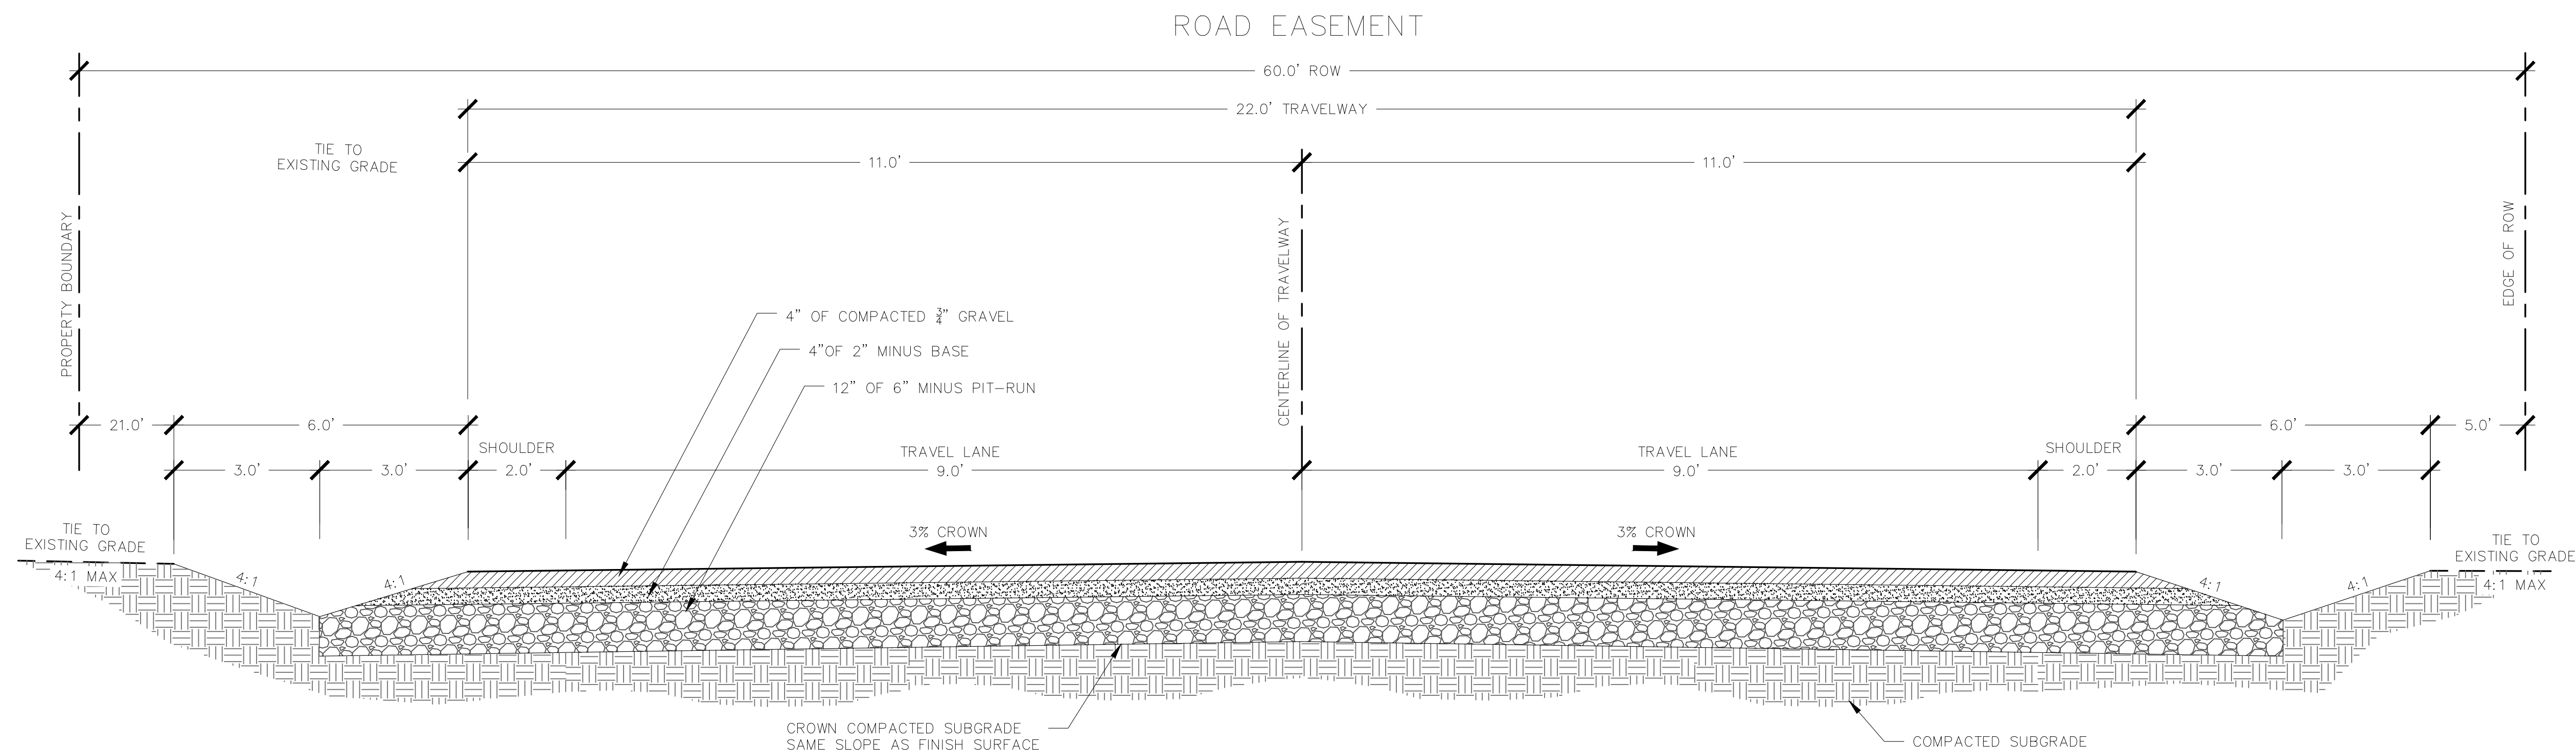 ROAD EASEMENT
60.0' ROW
22.0' TRAVELWAY
TIE TO
EXISTING GRADE
11.0'
11.0'
PROPERTY BOUNDARY
CENTERLINE OF TRAVELWAY
EDGE OF ROW
4" OF COMPACTED 3/4" GRAVEL
4"OF 2" MINUS BASE
12" OF 6" MINUS PIT-RUN
21.0'
6.0'
6.0'
5.0'
SHOULDER
TRAVEL LANE
TRAVEL LANE
SHOULDER
3.0'
3.0'
2.0'
9.0'
9.0'
2.0'
3.0'
3.0'
TIE TO
EXISTING GRADE
4:1 MAX
4:1
4:1
3% CROWN
3% CROWN
4:1
4:1
TIE TO
EXISTING GRADE
4:1 MAX
CROWN COMPACTED SUBGRADE
SAME SLOPE AS FINISH SURFACE
COMPACTED SUBGRADE